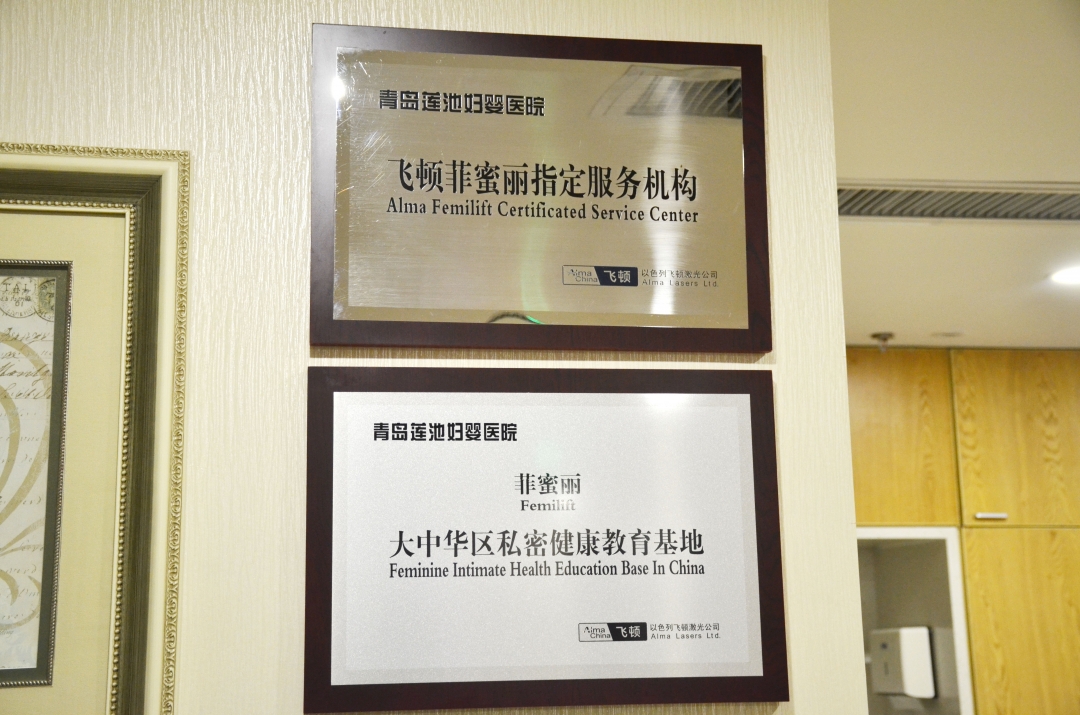 青岛莲池妇婴医院
飞顿菲蜜丽指定服务机构
Alma Femilift Certificated Service Center
Alma China 飞顿 以色列飞顿激光公司
Alma Lasers Ltd.
青岛莲池妇婴医院
菲蜜丽
Femilift
大中华区私密健康教育基地
Feminine Intimate Health Education Base In China
Alma China 飞顿 以色列飞顿激光公司
Alma Lasers Ltd.